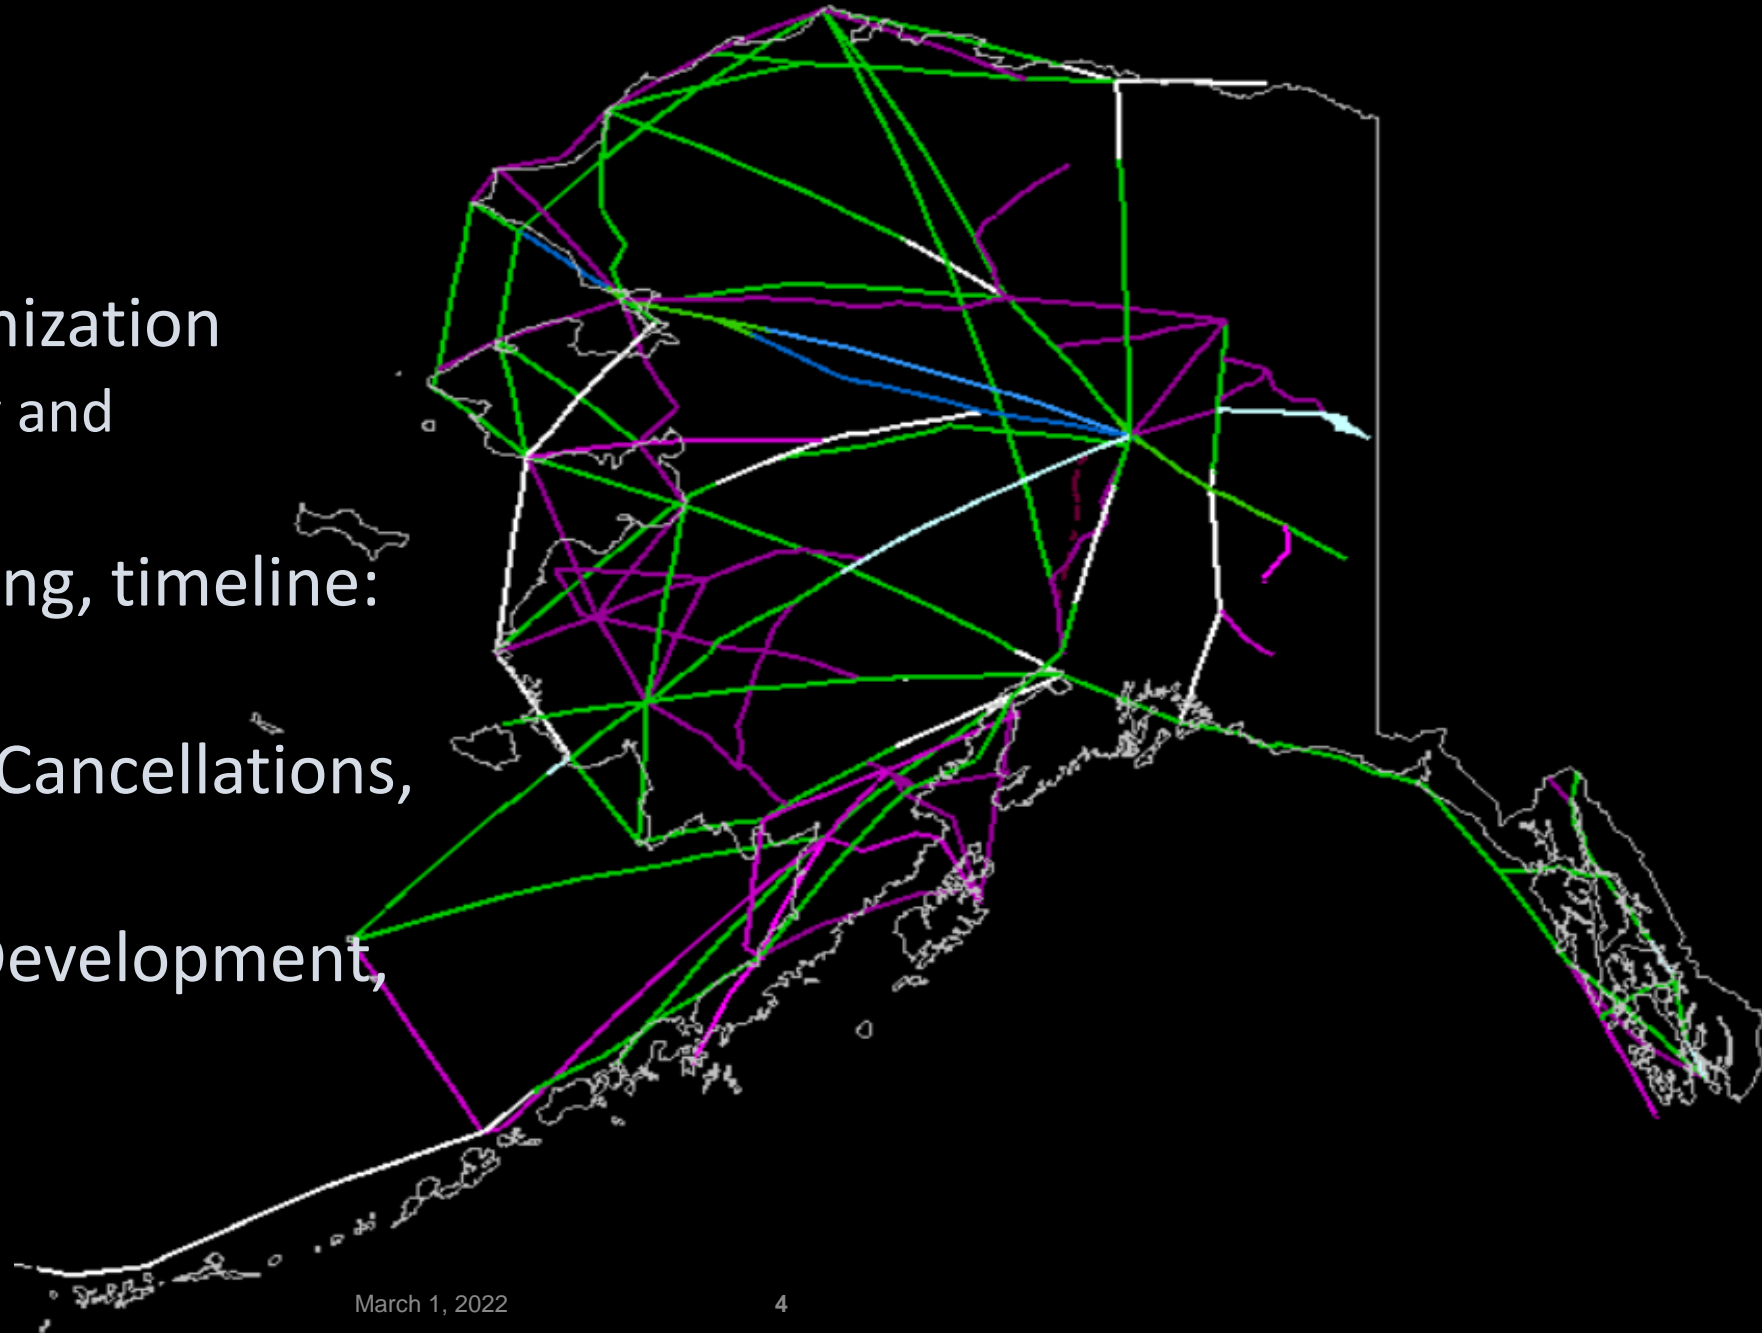 nization
and
ng, timeline:
Cancellations,
Development,
March 1, 2022
4